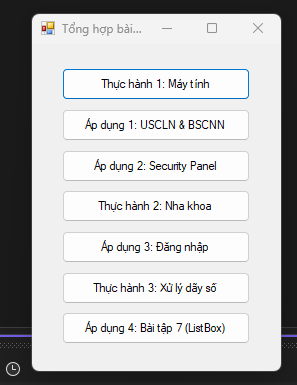 Tổng hợp bài...
Thực hành 1: Máy tính
Áp dụng 1: USCLN & BSCNN
Áp dụng 2: Security Panel
Thực hành 2: Nha khoa
Áp dụng 3: Đăng nhập
Thực hành 3: Xử lý dãy số
Áp dụng 4: Bài tập 7 (ListBox)